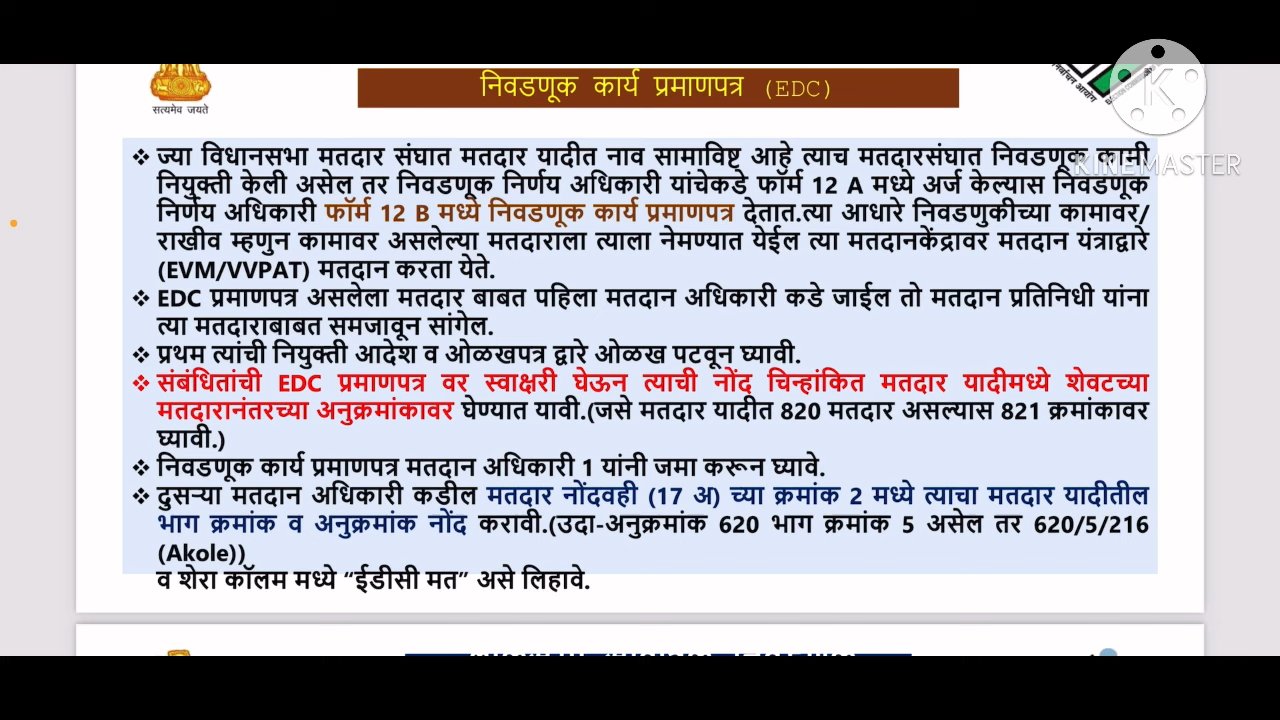 सत्यमेव जयते
निवडणूक कार्य प्रमाणपत्र (EDC)
KINEMASTER
❖ ज्या विधानसभा मतदार संघात मतदार यादीत नाव सामाविष्ट आहे त्याच मतदारसंघात निवडणूक कामी
नियुक्ती केली असेल तर निवडणूक निर्णय अधिकारी यांचेकडे फॉर्म 12 A मध्ये अर्ज केल्यास निवडणूक
निर्णय अधिकारी फॉर्म 12 B मध्ये निवडणूक कार्य प्रमाणपत्र देतात.त्या आधारे निवडणुकीच्या कामावर/
राखीव म्हणुन कामावर असलेल्या मतदाराला त्याला नेमण्यात येईल त्या मतदानकेंद्रावर मतदान यंत्राद्वारे
(EVM/VVPAT) मतदान करता येते.
❖ EDC प्रमाणपत्र असलेला मतदार बाबत पहिला मतदान अधिकारी कडे जाईल तो मतदान प्रतिनिधी यांना
त्या मतदाराबाबत समजावून सांगेल.
❖ प्रथम त्यांची नियुक्ती आदेश व ओळखपत्र द्वारे ओळख पटवून घ्यावी.
❖ संबंधितांची EDC प्रमाणपत्र वर स्वाक्षरी घेऊन त्याची नोंद चिन्हांकित मतदार यादीमध्ये शेवटच्या
मतदारानंतरच्या अनुक्रमांकावर घेण्यात यावी.(जसे मतदार यादीत 820 मतदार असल्यास 821 क्रमांकावर
घ्यावी.)
❖ निवडणूक कार्य प्रमाणपत्र मतदान अधिकारी 1 यांनी जमा करून घ्यावे.
❖ दुसऱ्या मतदान अधिकारी कडील मतदार नोंदवही (17 अ) च्या क्रमांक 2 मध्ये त्याचा मतदार यादीतील
भाग क्रमांक व अनुक्रमांक नोंद करावी.(उदा-अनुक्रमांक 620 भाग क्रमांक 5 असेल तर 620/5/216
(Akole))
व शेरा कॉलम मध्ये “ईडीसी मत” असे लिहावे.